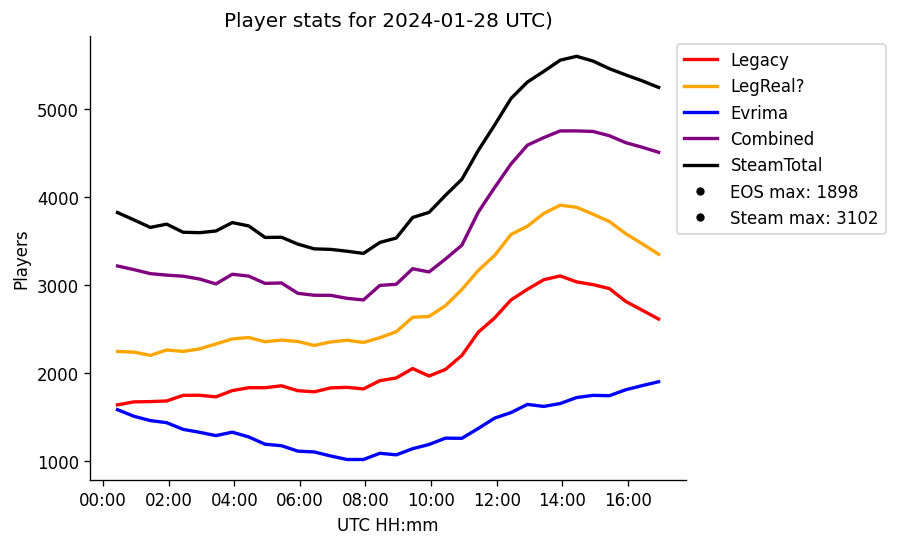 Player stats for 2024-01-28 UTC)
Legacy
LegReal?
Evrima
Combined
SteamTotal
EOS max: 1898
Steam max: 3102
Players
5000
4000
3000
2000
1000
00:00 02:00 04:00 06:00 08:00 10:00 12:00 14:00 16:00
UTC HH:mm